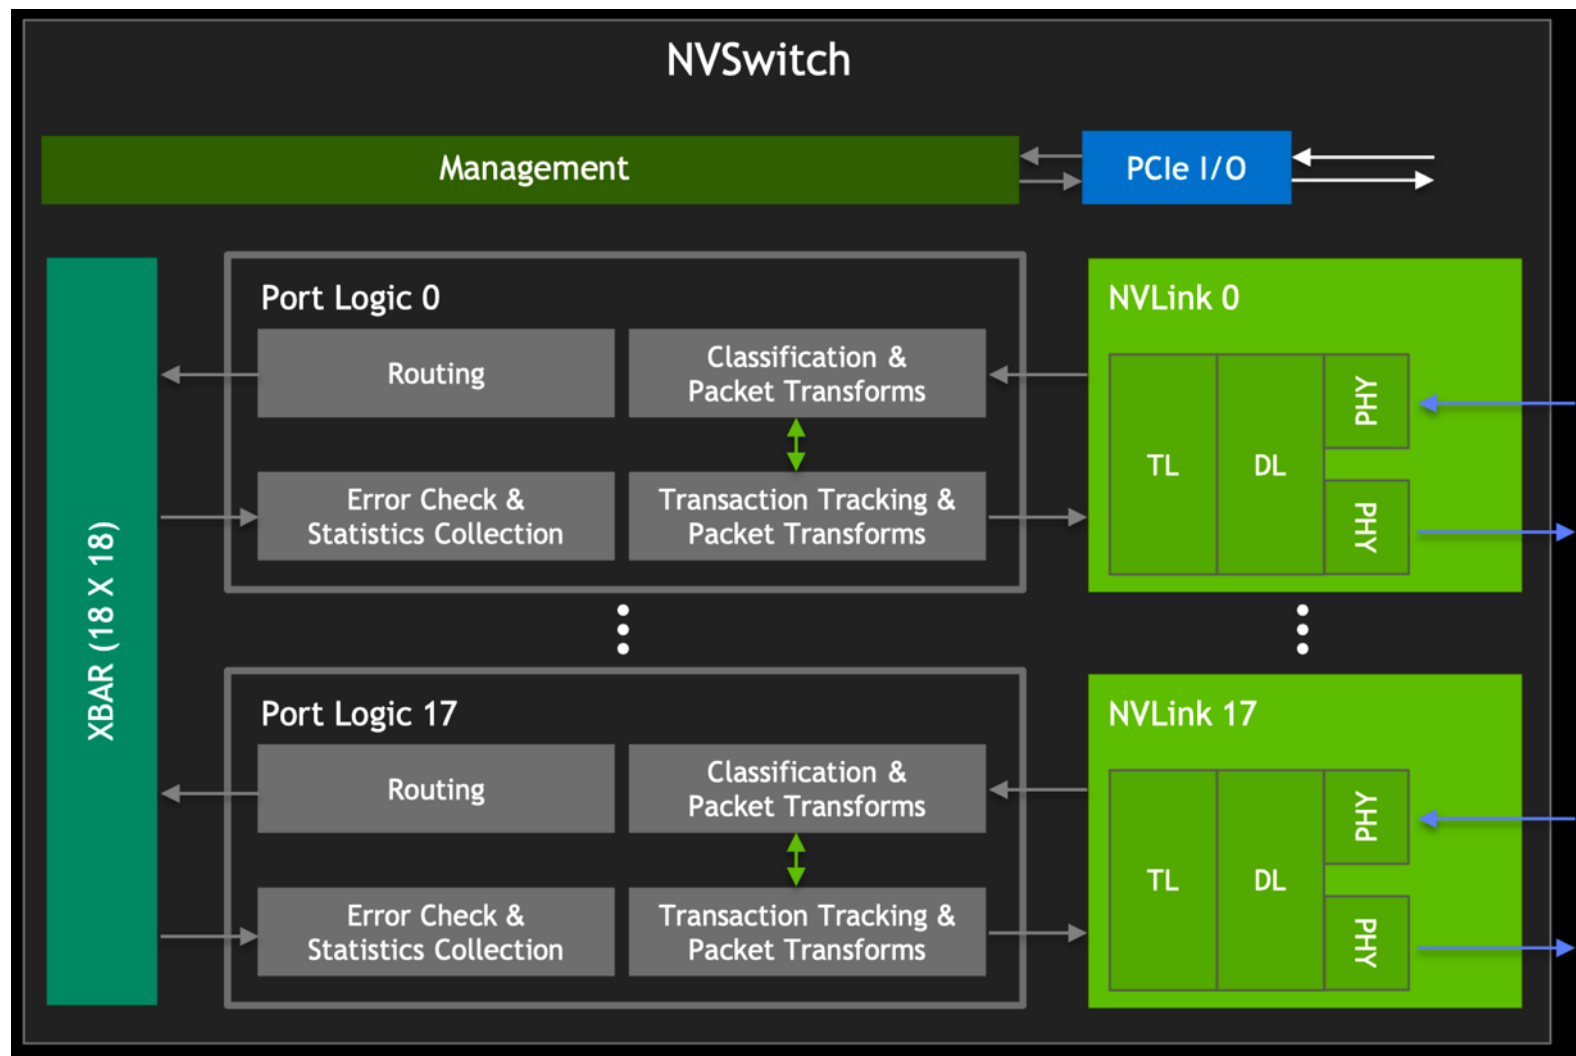 NVSwitch
Management
PCIe I/O
XBAR (18 X 18)
Port Logic 0
Routing
Classification &
Packet Transforms
Error Check &
Statistics Collection
Transaction Tracking &
Packet Transforms
NVLink 0
TL
DL
PHY
PHY
Port Logic 17
Routing
Classification &
Packet Transforms
Error Check &
Statistics Collection
Transaction Tracking &
Packet Transforms
NVLink 17
TL
DL
PHY
PHY